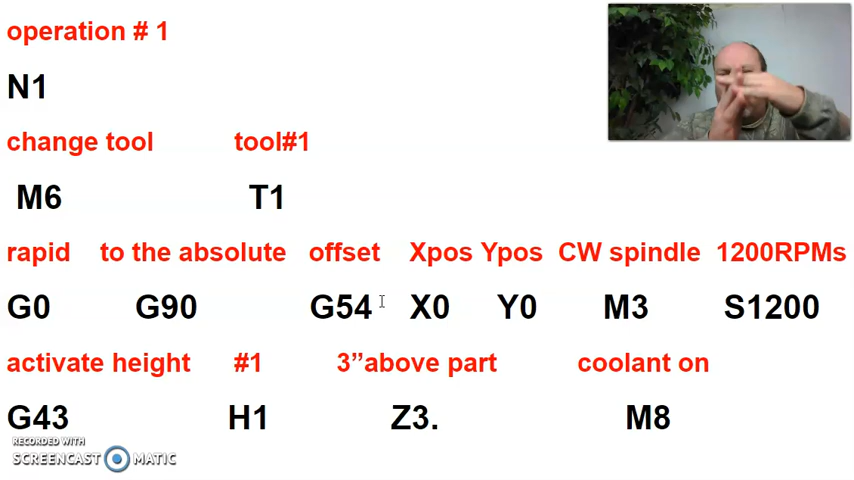 operation # 1
N1
change tool tool#1
M6 T1
rapid to the absolute offset Xpos Ypos CW spindle 1200RPMs
G0 G90 G54 X0 Y0 M3 S1200
activate height #1 3”above part coolant on
G43 H1 Z3. M8
RECORDED WITH
SCREENCAST MATIC